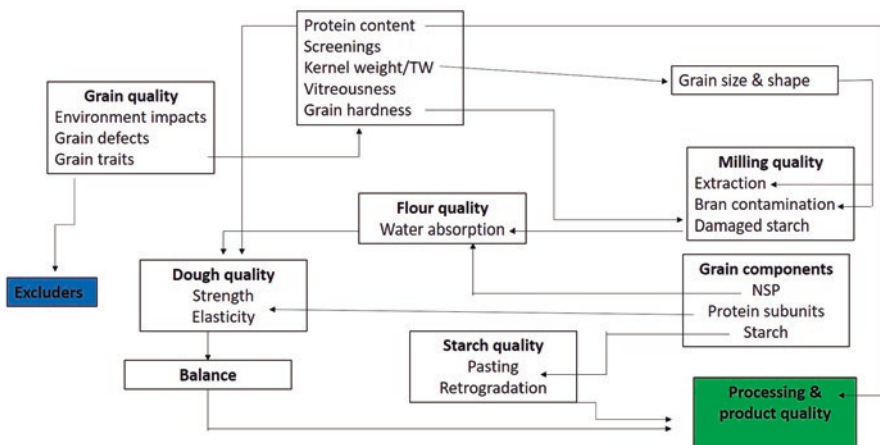 Protein content
Screenings
Kernel weight/TW
Vitreousness
Grain hardness
Grain size & shape
Grain quality
Environment impacts
Grain defects
Grain traits
Milling quality
Extraction
Bran contamination
Damaged starch
Flour quality
Water absorption
Excluders
Dough quality
Strength
Elasticity
Grain components
NSP
Protein subunits
Starch
Starch quality
Pasting
Retrogradation
Balance
Processing &
product quality